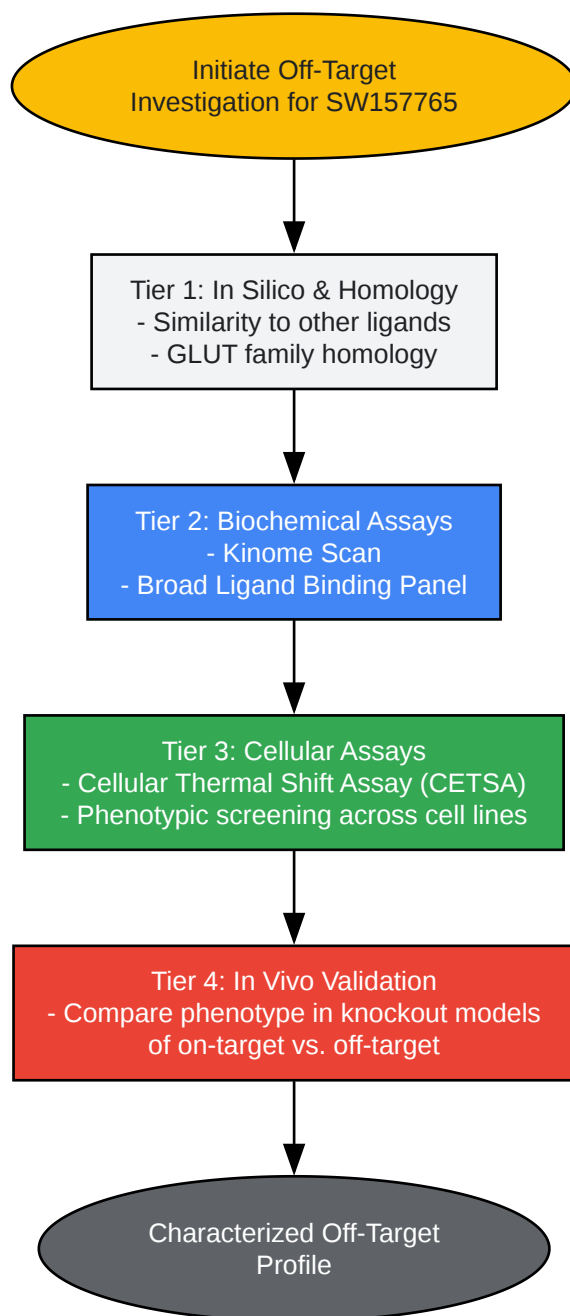 Initiate Off-Target
Investigation for SW157765
Tier 1: In Silico & Homology
- Similarity to other ligands
- GLUT family homology
Tier 2: Biochemical Assays
- Kinome Scan
- Broad Ligand Binding Panel
Tier 3: Cellular Assays
- Cellular Thermal Shift Assay (CETSA)
- Phenotypic screening across cell lines
Tier 4: In Vivo Validation
- Compare phenotype in knockout models
of on-target vs. off-target
Characterized Off-Target
Profile